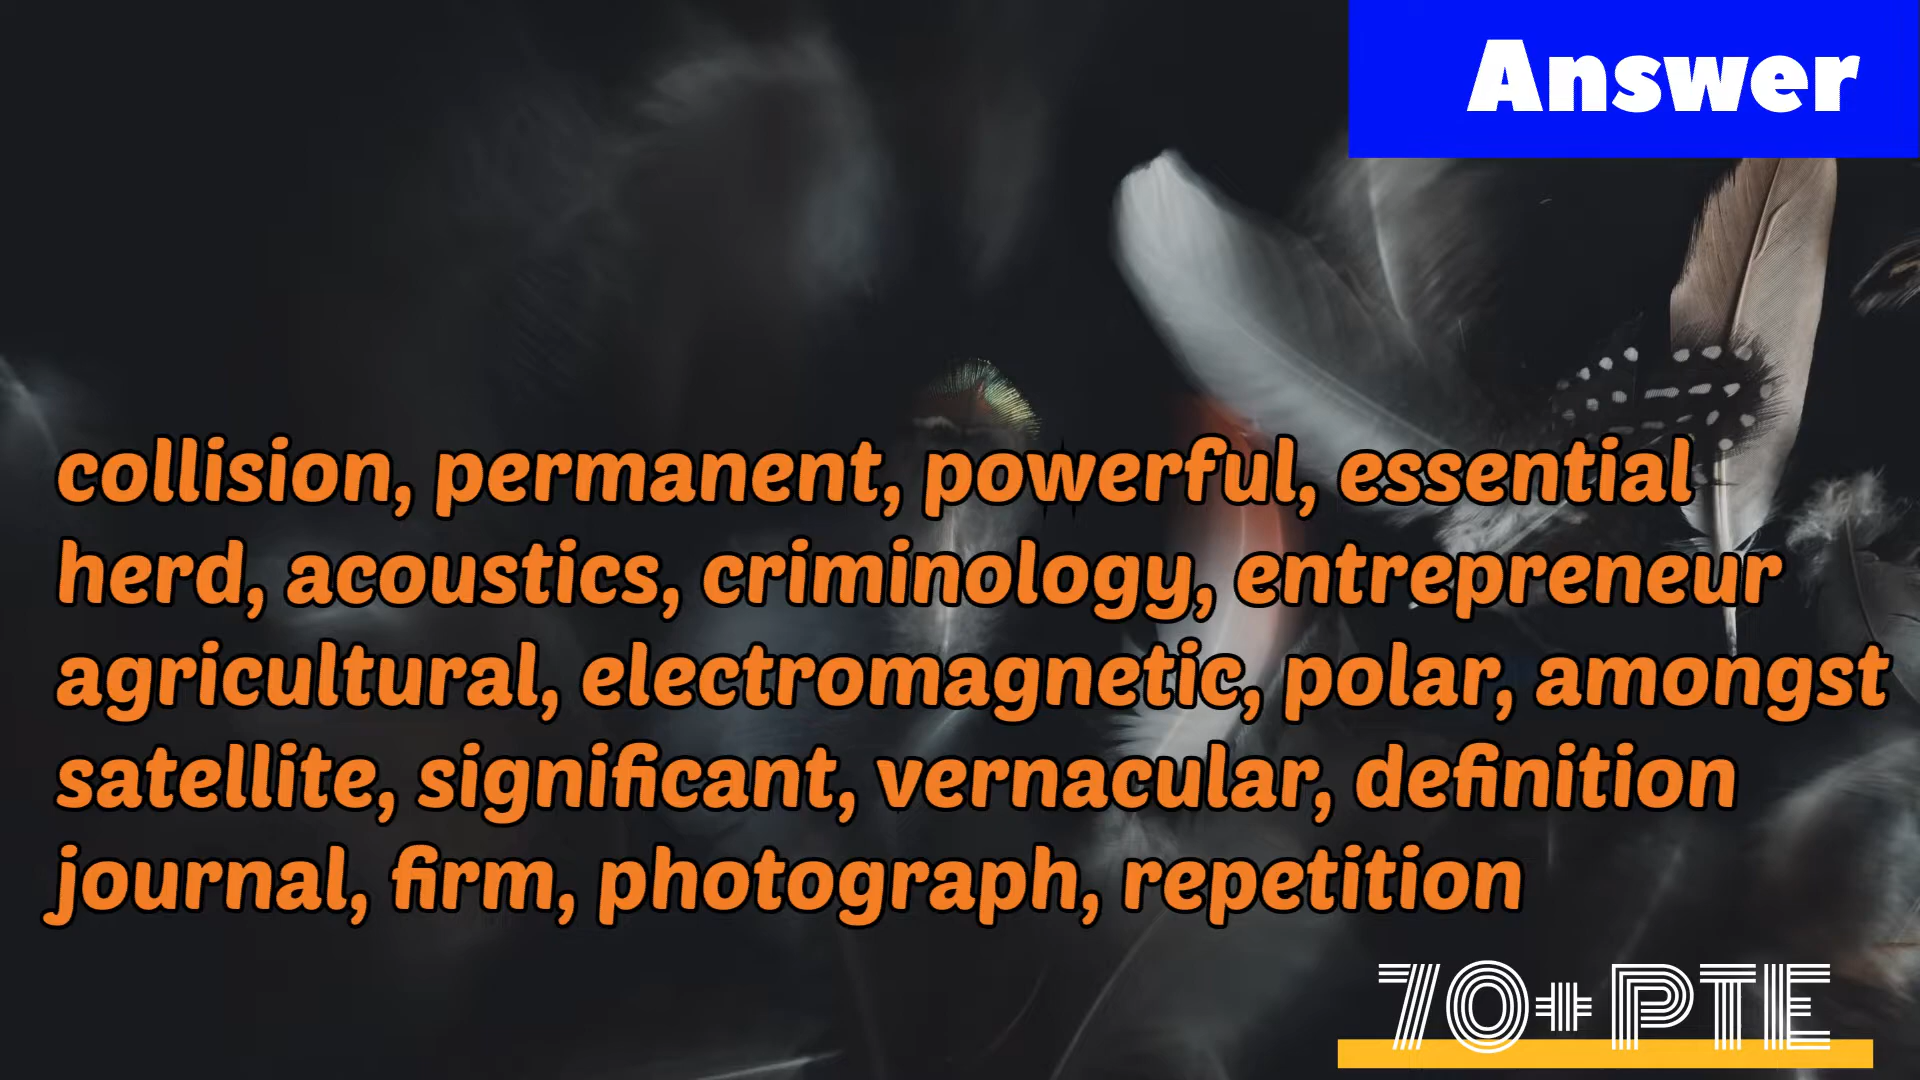 Answer
collision, permanent, powerful, essential
herd, acoustics, criminology, entrepreneur
agricultural, electromagnetic, polar, amongst
satellite, significant, vernacular, definition
journal, firm, photograph, repetition
70+ PTE